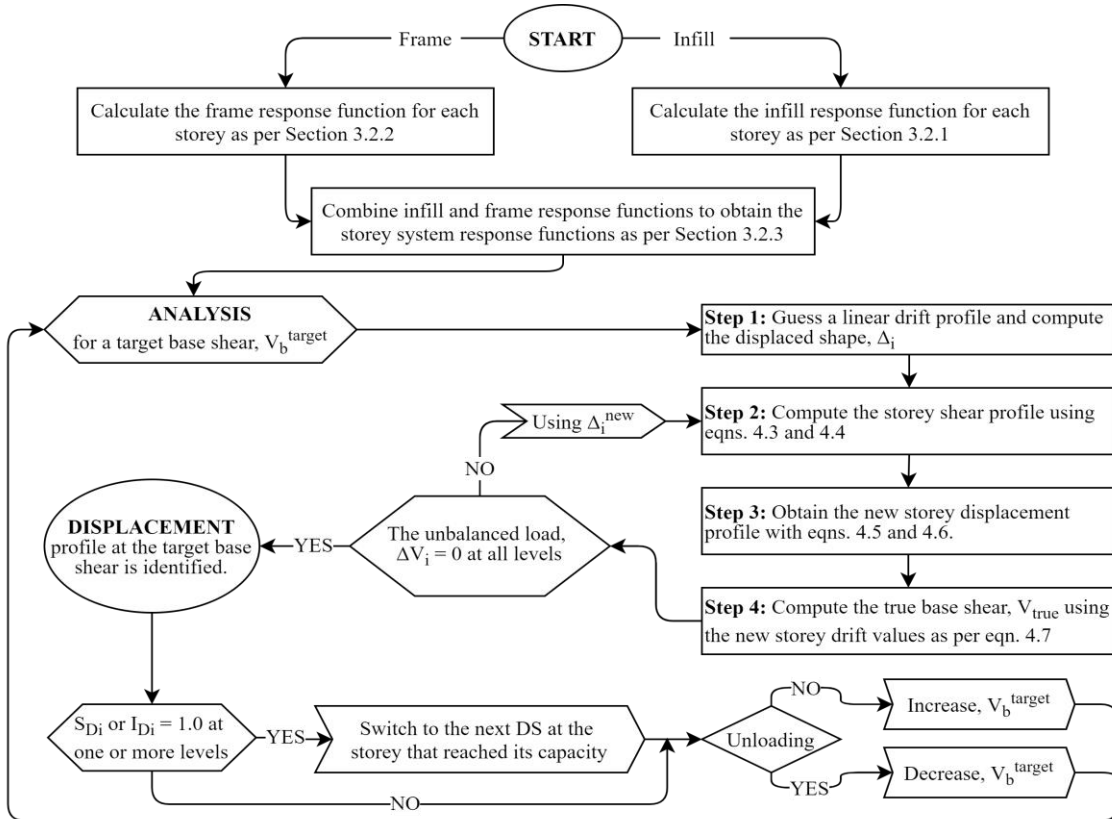 START
Frame
Infill
Calculate the frame response function for each
storey as per Section 3.2.2
Calculate the infill response function for each
storey as per Section 3.2.1
Combine infill and frame response functions to obtain the
storey system response functions as per Section 3.2.3
ANALYSIS
for a target base shear, V_b^target
Step 1: Guess a linear drift profile and compute
the displaced shape, Δ_i
Step 2: Compute the storey shear profile using
eqns. 4.3 and 4.4
Using Δ_i^new
NO
Step 3: Obtain the new storey displacement
profile with eqns. 4.5 and 4.6.
The unbalanced load,
ΔV_i = 0 at all levels
YES
DISPLACEMENT
profile at the target base
shear is identified.
Step 4: Compute the true base shear, V_true using
the new storey drift values as per eqn. 4.7
S_Di or I_Di = 1.0 at
one or more levels
YES
Switch to the next DS at the
storey that reached its capacity
NO
Unloading
NO
Increase, V_b^target
YES
Decrease, V_b^target